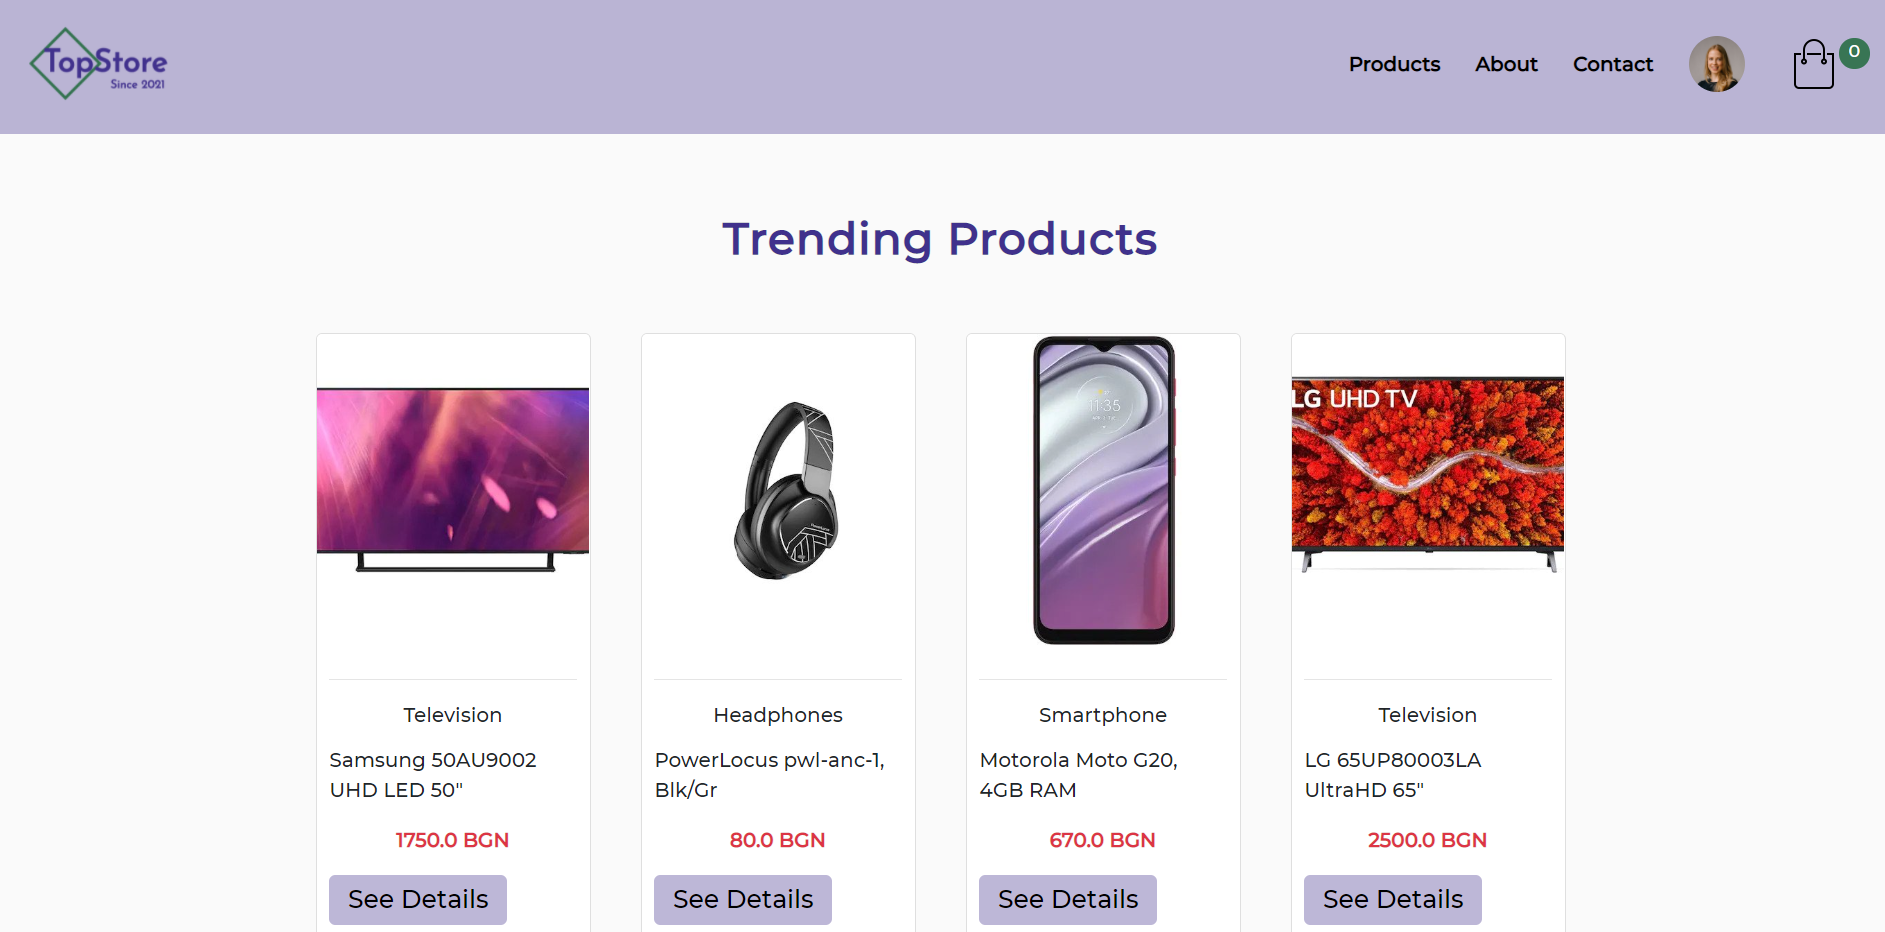 TopStore
Since 2021
Products About Contact
0
Trending Products
LG UHD TV
11:35
Television
Samsung 50AU9002
UHD LED 50"
1750.0 BGN
See Details
Headphones
PowerLocus pwl-anc-1,
Blk/Gr
80.0 BGN
See Details
Smartphone
Motorola Moto G20,
4GB RAM
670.0 BGN
See Details
Television
LG 65UP80003LA
UltraHD 65"
2500.0 BGN
See Details